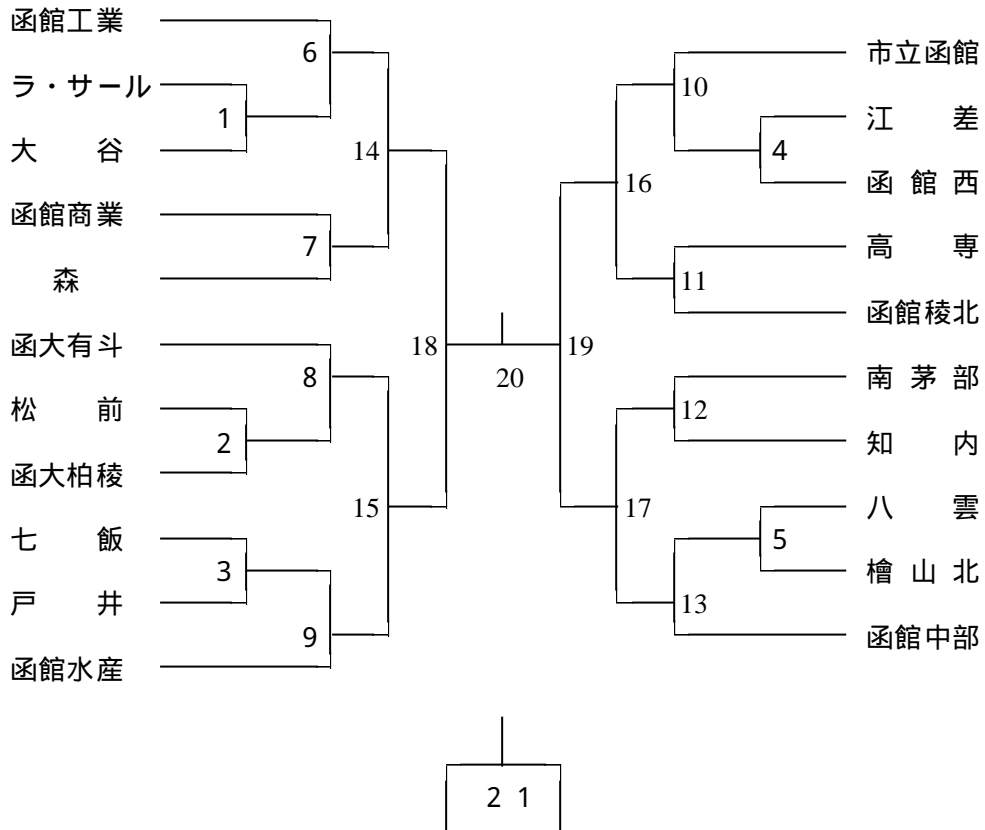 函館工業
6
市立函館
ラ・サール
10
1
江 差
大 谷
14
4
16
函 館 西
函館商業
7
高 専
森
11
函館稜北
函大有斗
18
19
8
20
南 茅 部
松 前
12
2
知 内
函大柏稜
15
17
八 雲
七 飯
5
3
檜 山 北
戸 井
13
9
函館中部
函館水産
2 1